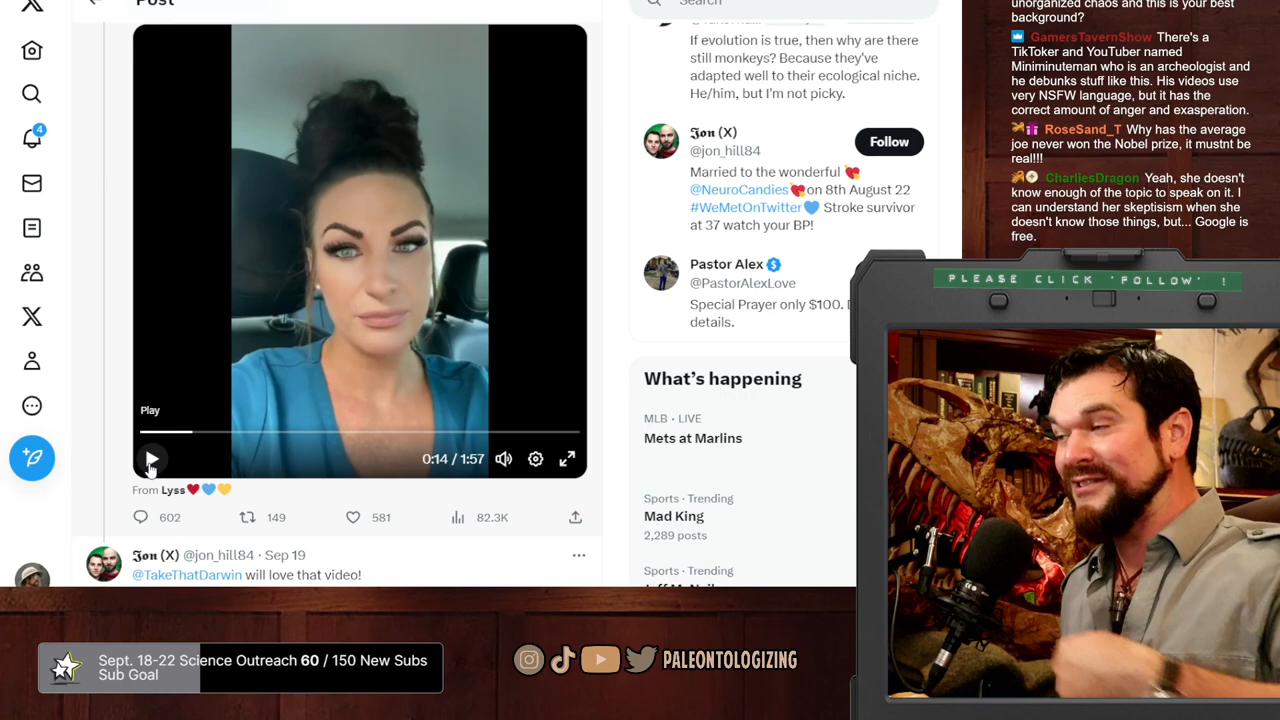 Post
Search
If evolution is true, then why are there
still monkeys? Because they've
adapted well to their ecological niche.
He/him, but I'm not picky.
𝕵𝖔𝖓 (X)
@jon_hill84
Follow
Married to the wonderful 💘
@NeuroCandies💘on 8th August 22
#WeMetOnTwitter💙 Stroke survivor
at 37 watch your BP!
Pastor Alex
@PastorAlexLove
Special Prayer only $100.
details.
What's happening
MLB · LIVE
Mets at Marlins
Sports · Trending
Mad King
2,289 posts
Sports · Trending
4
Play
0:14 / 1:57
From Lyss❤️💙💛
602
149
581
82.3K
𝕵𝖔𝖓 (X) @jon_hill84 · Sep 19
@TakeThatDarwin will love that video!
unorganized chaos and this is your best
background?
GamersTavernShow There's a
TikToker and YouTuber named
Miniminuteman who is an archeologist and
he debunks stuff like this. His videos use
very NSFW language, but it has the
correct amount of anger and exasperation.
RoseSand_T Why has the average
joe never won the Nobel prize, it mustnt be
real!!!
CharliesDragon Yeah, she doesn't
know enough of the topic to speak on it. I
can understand her skeptisism when she
doesn't know those things, but... Google is
free.
PLEASE CLICK 'FOLLOW' !
Sept. 18-22 Science Outreach 60 / 150 New Subs
Sub Goal
PALEONTOLOGIZING